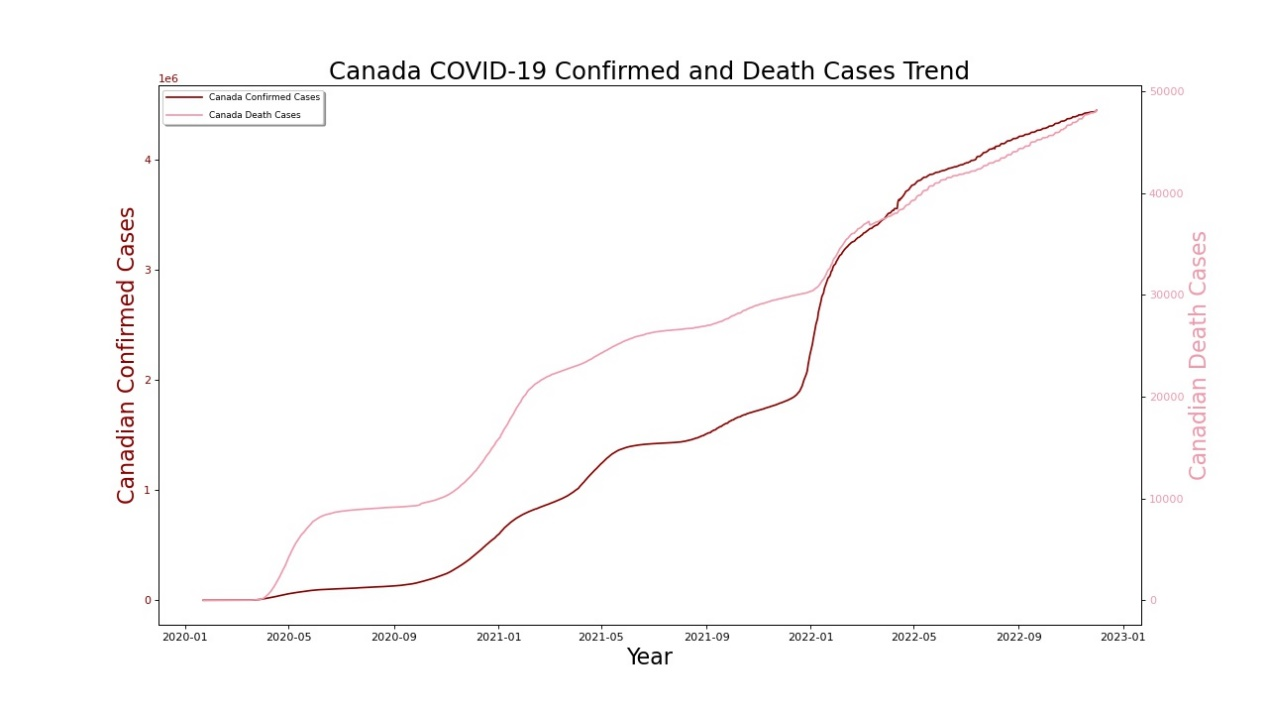 Canada COVID-19 Confirmed and Death Cases Trend
1e6
Canada Confirmed Cases
Canada Death Cases
Canadian Confirmed Cases
4
3
2
1
0
50000
40000
30000
20000
10000
0
Canadian Death Cases
2020-01 2020-05 2020-09 2021-01 2021-05 2021-09 2022-01 2022-05 2022-09 2023-01
Year